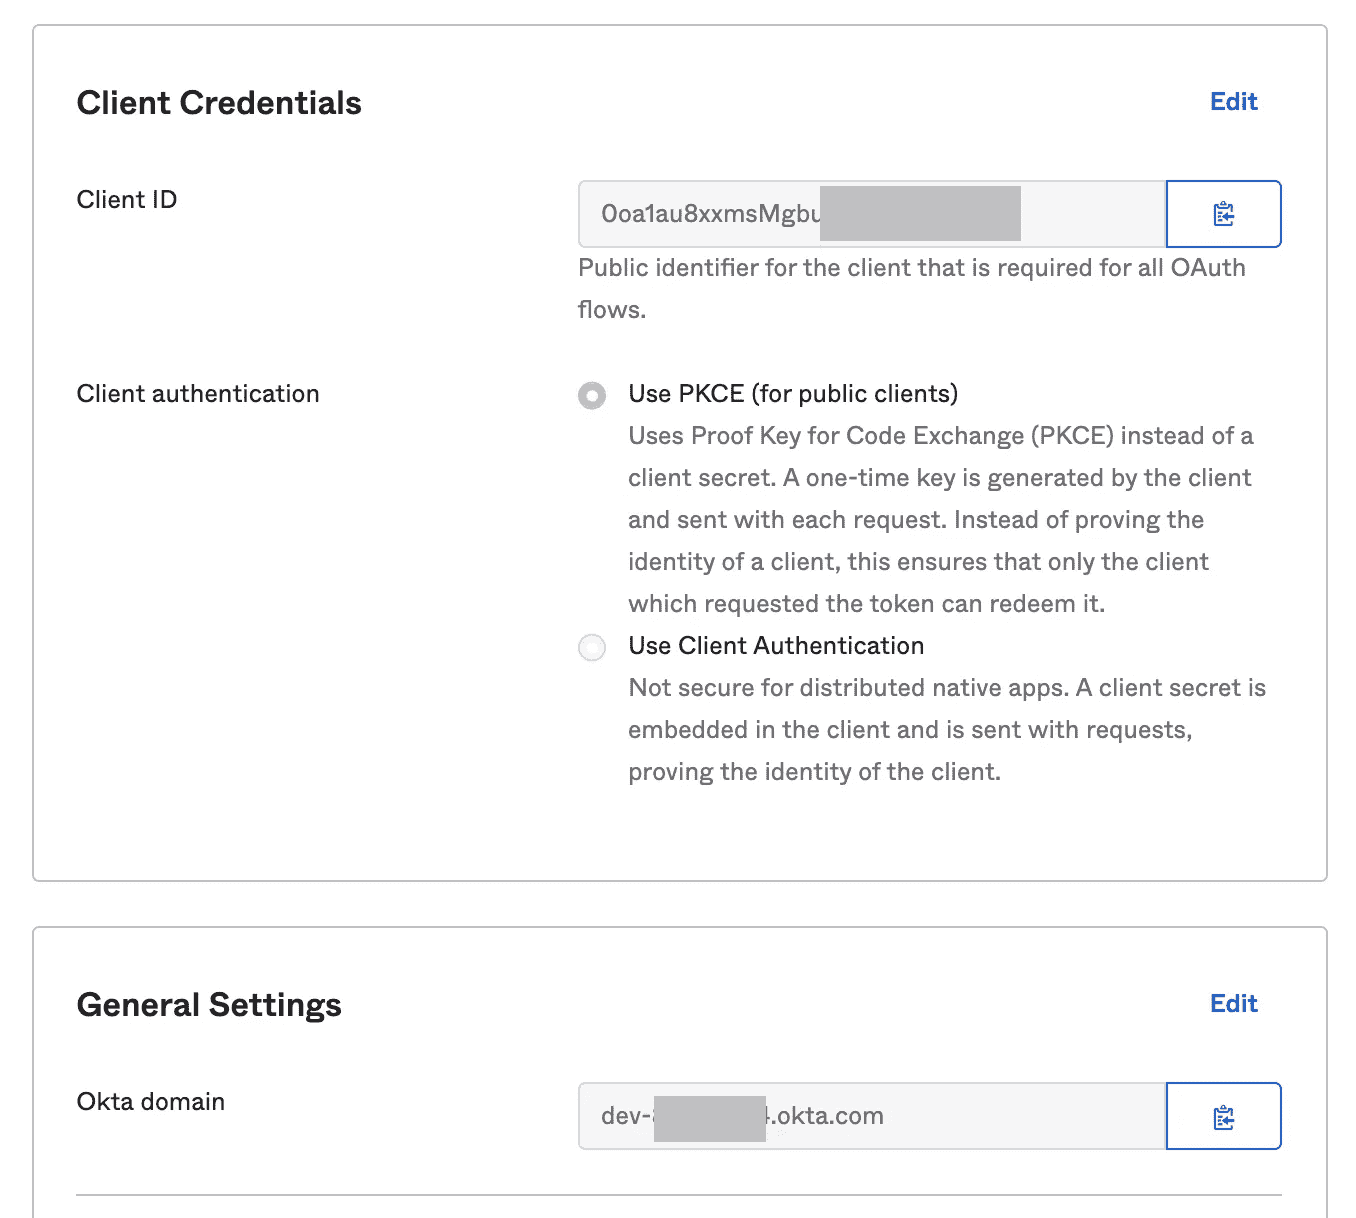 Client Credentials
Edit
Client ID
0oa1au8xxmsMgbu
Public identifier for the client that is required for all OAuth
flows.
Client authentication
Use PKCE (for public clients)
Uses Proof Key for Code Exchange (PKCE) instead of a
client secret. A one-time key is generated by the client
and sent with each request. Instead of proving the
identity of a client, this ensures that only the client
which requested the token can redeem it.
Use Client Authentication
Not secure for distributed native apps. A client secret is
embedded in the client and is sent with requests,
proving the identity of the client.
General Settings
Edit
Okta domain
dev- .okta.com